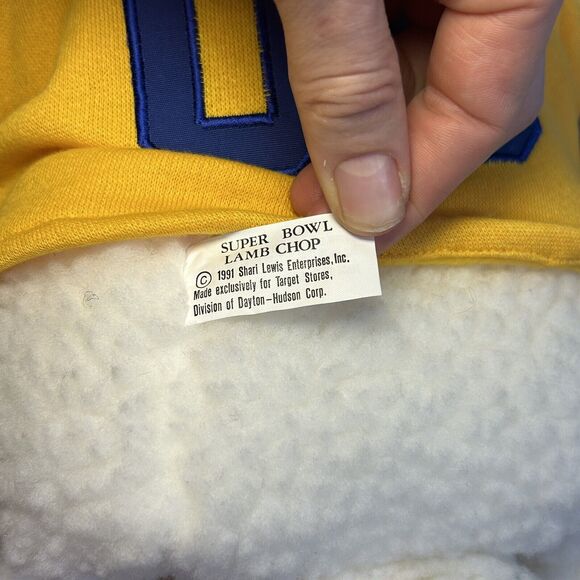 SUPER BOWL
LAMB CHOP
© 1991 Shari Lewis Enterprises, Inc.
Made exclusively for Target Stores,
Division of Dayton-Hudson Corp.